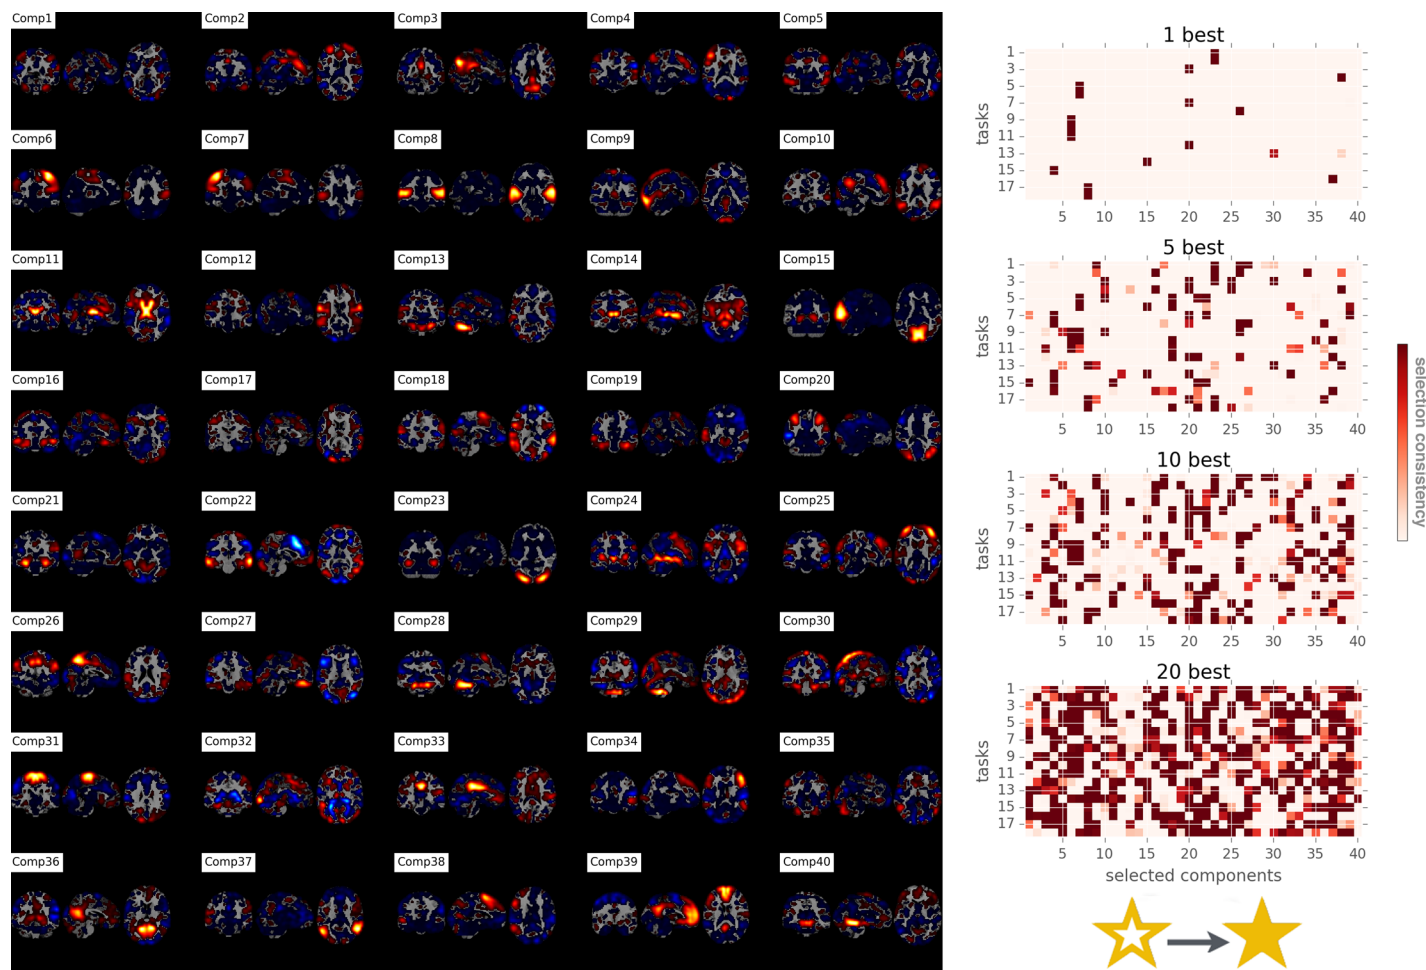 Comp1 Comp2 Comp3 Comp4 Comp5
Comp6 Comp7 Comp8 Comp9 Comp10
Comp11 Comp12 Comp13 Comp14 Comp15
Comp16 Comp17 Comp18 Comp19 Comp20
Comp21 Comp22 Comp23 Comp24 Comp25
Comp26 Comp27 Comp28 Comp29 Comp30
Comp31 Comp32 Comp33 Comp34 Comp35
Comp36 Comp37 Comp38 Comp39 Comp40
1 best
tasks
1
3
5
7
9
11
13
15
17
5 10 15 20 25 30 35 40
5 best
tasks
1
3
5
7
9
11
13
15
17
5 10 15 20 25 30 35 40
10 best
tasks
1
3
5
7
9
11
13
15
17
5 10 15 20 25 30 35 40
20 best
tasks
1
3
5
7
9
11
13
15
17
5 10 15 20 25 30 35 40
selected components
selection consistency